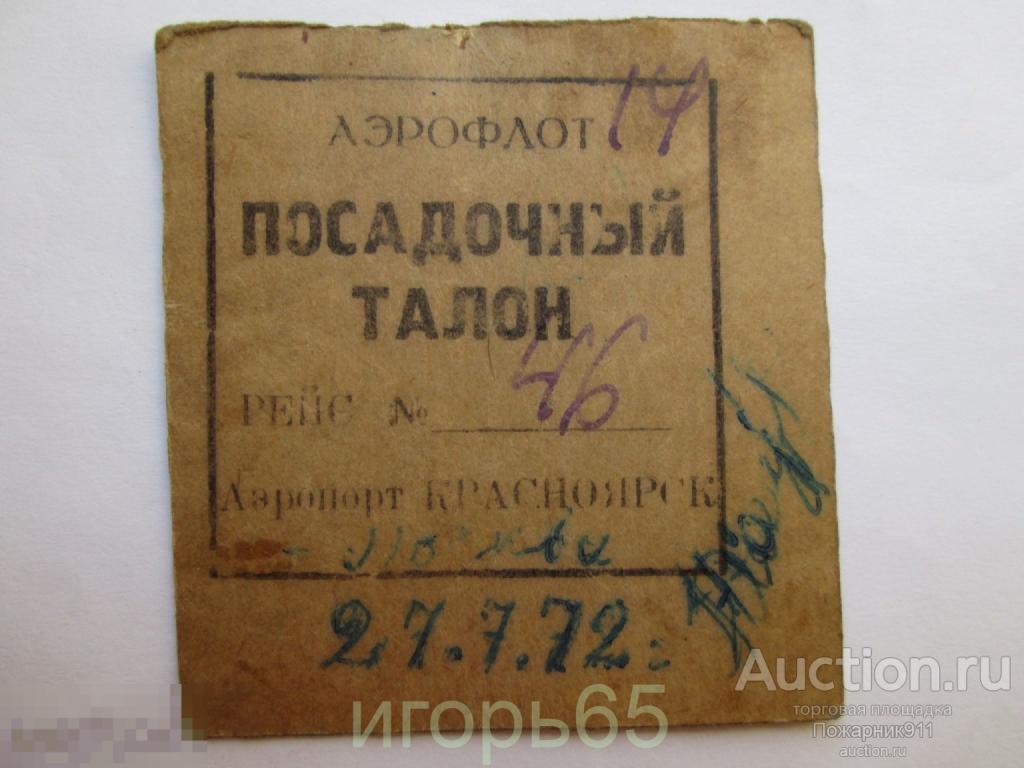 АЭРОФЛОТ 14
ПОСАДОЧНЫЙ
ТАЛОН
РЕЙС № 46
Аэропорт КРАСНОЯРСК
- Москва
27.7.72.
игорь65
Auction.ru
торговая площадка
Пожарник911
auction.ru